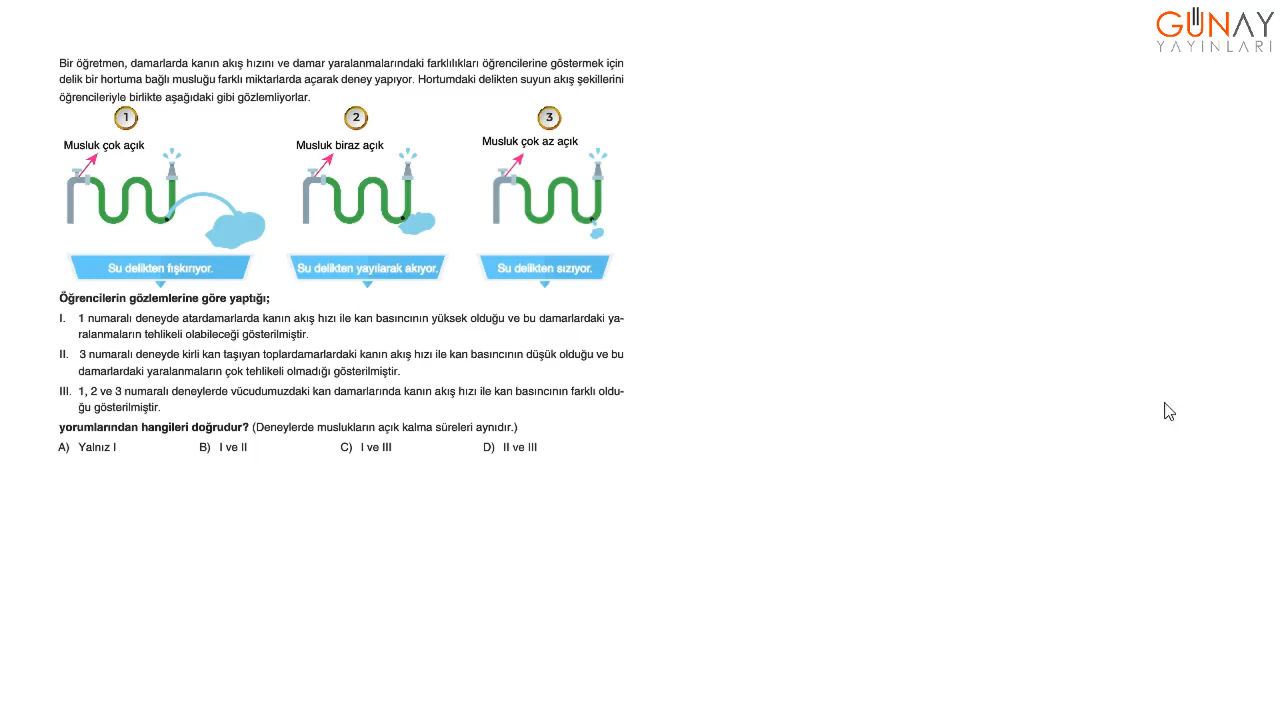 GÜNAY
YAYINLARI
Bir öğretmen, damarlarda kanın akış hızını ve damar yaralanmalarındaki farklılıkları öğrencilerine göstermek için
delik bir hortuma bağlı musluğu farklı miktarlarda açarak deney yapıyor. Hortumdaki delikten suyun akış şekillerini
öğrencileriyle birlikte aşağıdaki gibi gözlemliyorlar.
1
2
3
Musluk çok açık
Musluk biraz açık
Musluk çok az açık
Su delikten fışkırıyor.
Su delikten yayılarak akıyor.
Su delikten sızıyor.
Öğrencilerin gözlemlerine göre yaptığı;
I. 1 numaralı deneyde atardamarlarda kanın akış hızı ile kan basıncının yüksek olduğu ve bu damarlardaki ya-
ralanmaların tehlikeli olabileceği gösterilmiştir.
II. 3 numaralı deneyde kirli kan taşıyan toplardamarlardaki kanın akış hızı ile kan basıncının düşük olduğu ve bu
damarlardaki yaralanmaların çok tehlikeli olmadığı gösterilmiştir.
III. 1, 2 ve 3 numaralı deneylerde vücudumuzdaki kan damarlarında kanın akış hızı ile kan basıncının farklı oldu-
ğu gösterilmiştir.
yorumlarından hangileri doğrudur? (Deneylerde muslukların açık kalma süreleri aynıdır.)
A) Yalnız I B) I ve II C) I ve III D) II ve III